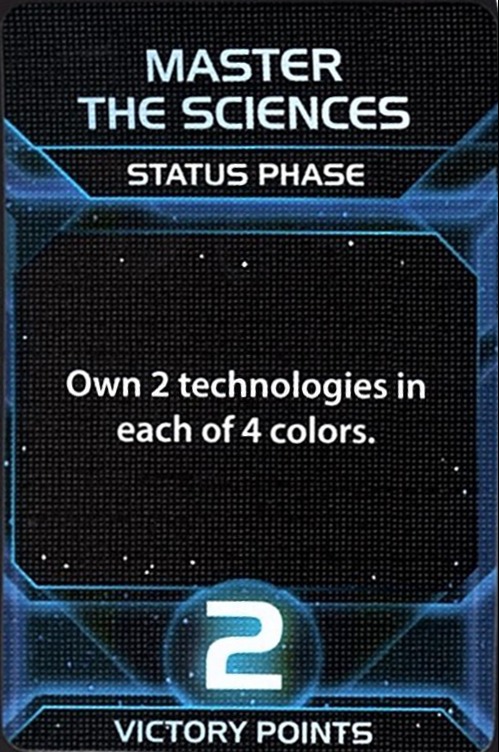 MASTER
THE SCIENCES
STATUS PHASE
Own 2 technologies in
each of 4 colors.
2
VICTORY POINTS